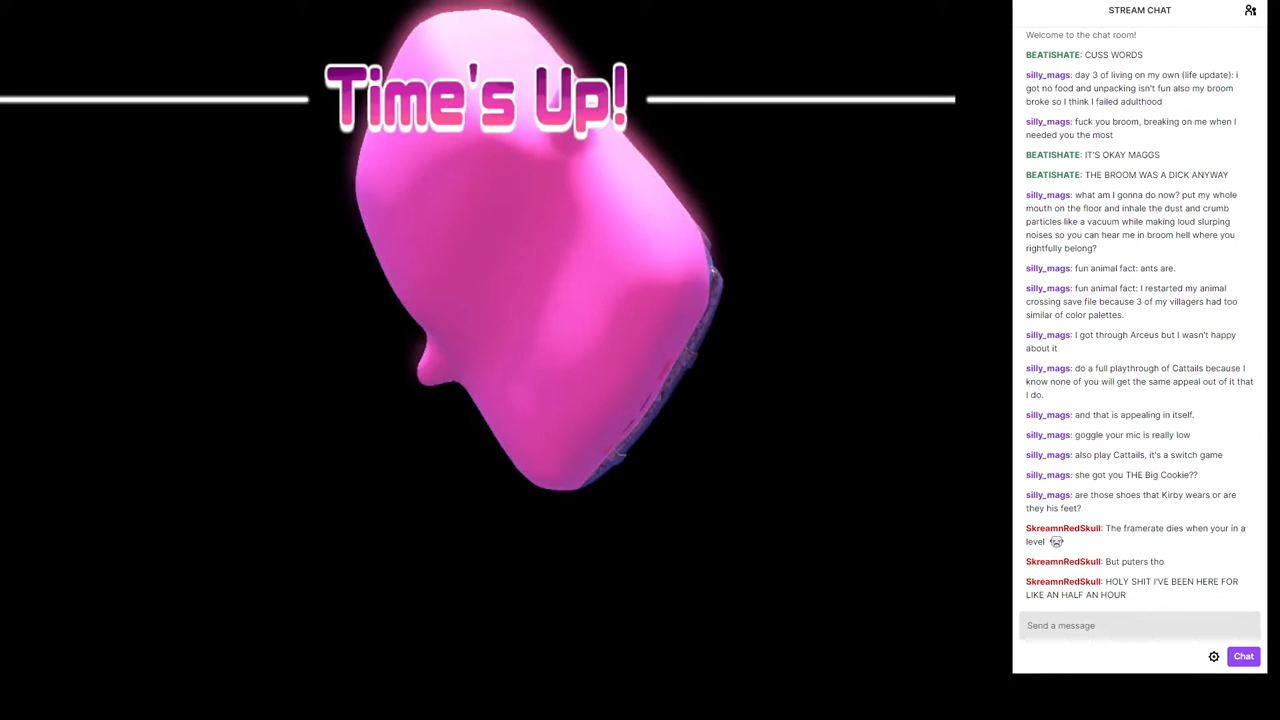 Time's Up!
STREAM CHAT
Welcome to the chat room!
BEATISHATE: CUSS WORDS
silly_mags: day 3 of living on my own (life update): i
got no food and unpacking isn't fun also my broom
broke so I think I failed adulthood
silly_mags: fuck you broom, breaking on me when I
needed you the most
BEATISHATE: IT'S OKAY MAGGS
BEATISHATE: THE BROOM WAS A DICK ANYWAY
silly_mags: what am I gonna do now? put my whole
mouth on the floor and inhale the dust and crumb
particles like a vacuum while making loud slurping
noises so you can hear me in broom hell where you
rightfully belong?
silly_mags: fun animal fact: ants are.
silly_mags: fun animal fact: I restarted my animal
crossing save file because 3 of my villagers had too
similar of color palettes.
silly_mags: I got through Arceus but I wasn't happy
about it
silly_mags: do a full playthrough of Cattails because I
know none of you will get the same appeal out of it that
I do.
silly_mags: and that is appealing in itself.
silly_mags: goggle your mic is really low
silly_mags: also play Cattails, it's a switch game
silly_mags: she got you THE Big Cookie??
silly_mags: are those shoes that Kirby wears or are
they his feet?
SkreamnRedSkull: The framerate dies when your in a
level
SkreamnRedSkull: But puters tho
SkreamnRedSkull: HOLY SHIT I'VE BEEN HERE FOR
LIKE AN HALF AN HOUR
Send a message
Chat